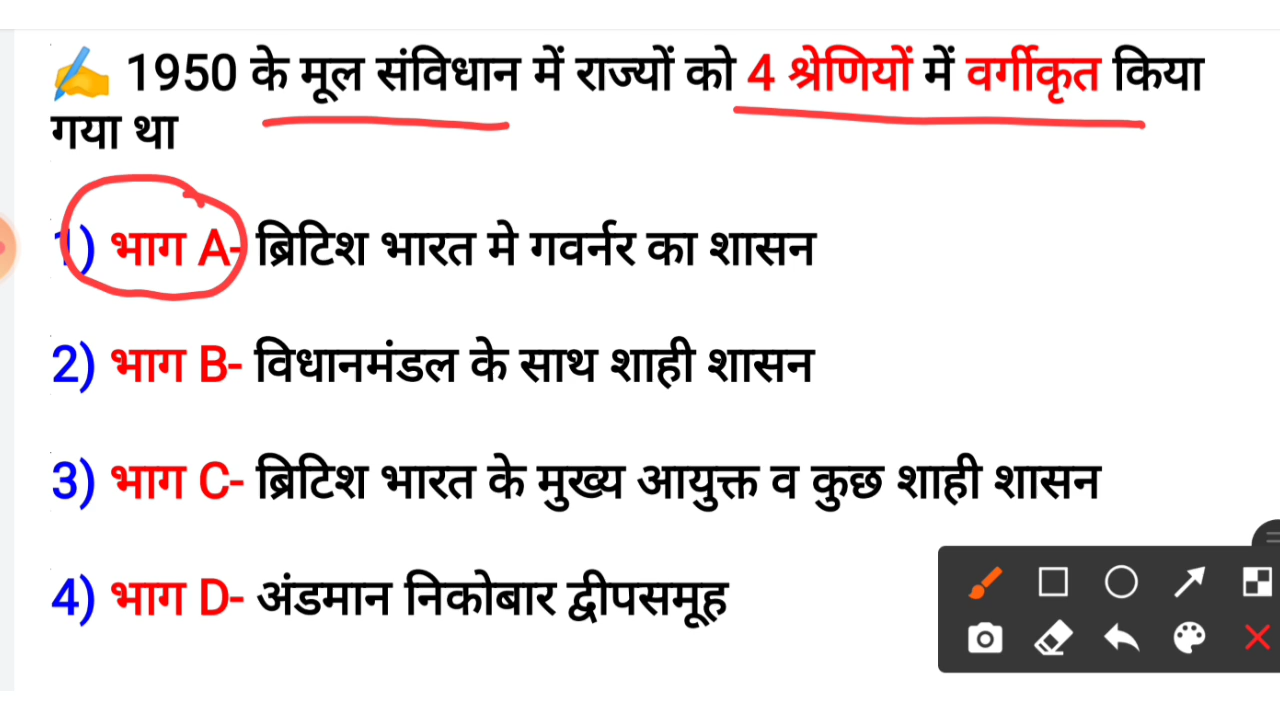 ✍️ 1950 के मूल संविधान में राज्यों को 4 श्रेणियों में वर्गीकृत किया
गया था
1) भाग A- ब्रिटिश भारत मे गवर्नर का शासन
2) भाग B- विधानमंडल के साथ शाही शासन
3) भाग C- ब्रिटिश भारत के मुख्य आयुक्त व कुछ शाही शासन
4) भाग D- अंडमान निकोबार द्वीपसमूह